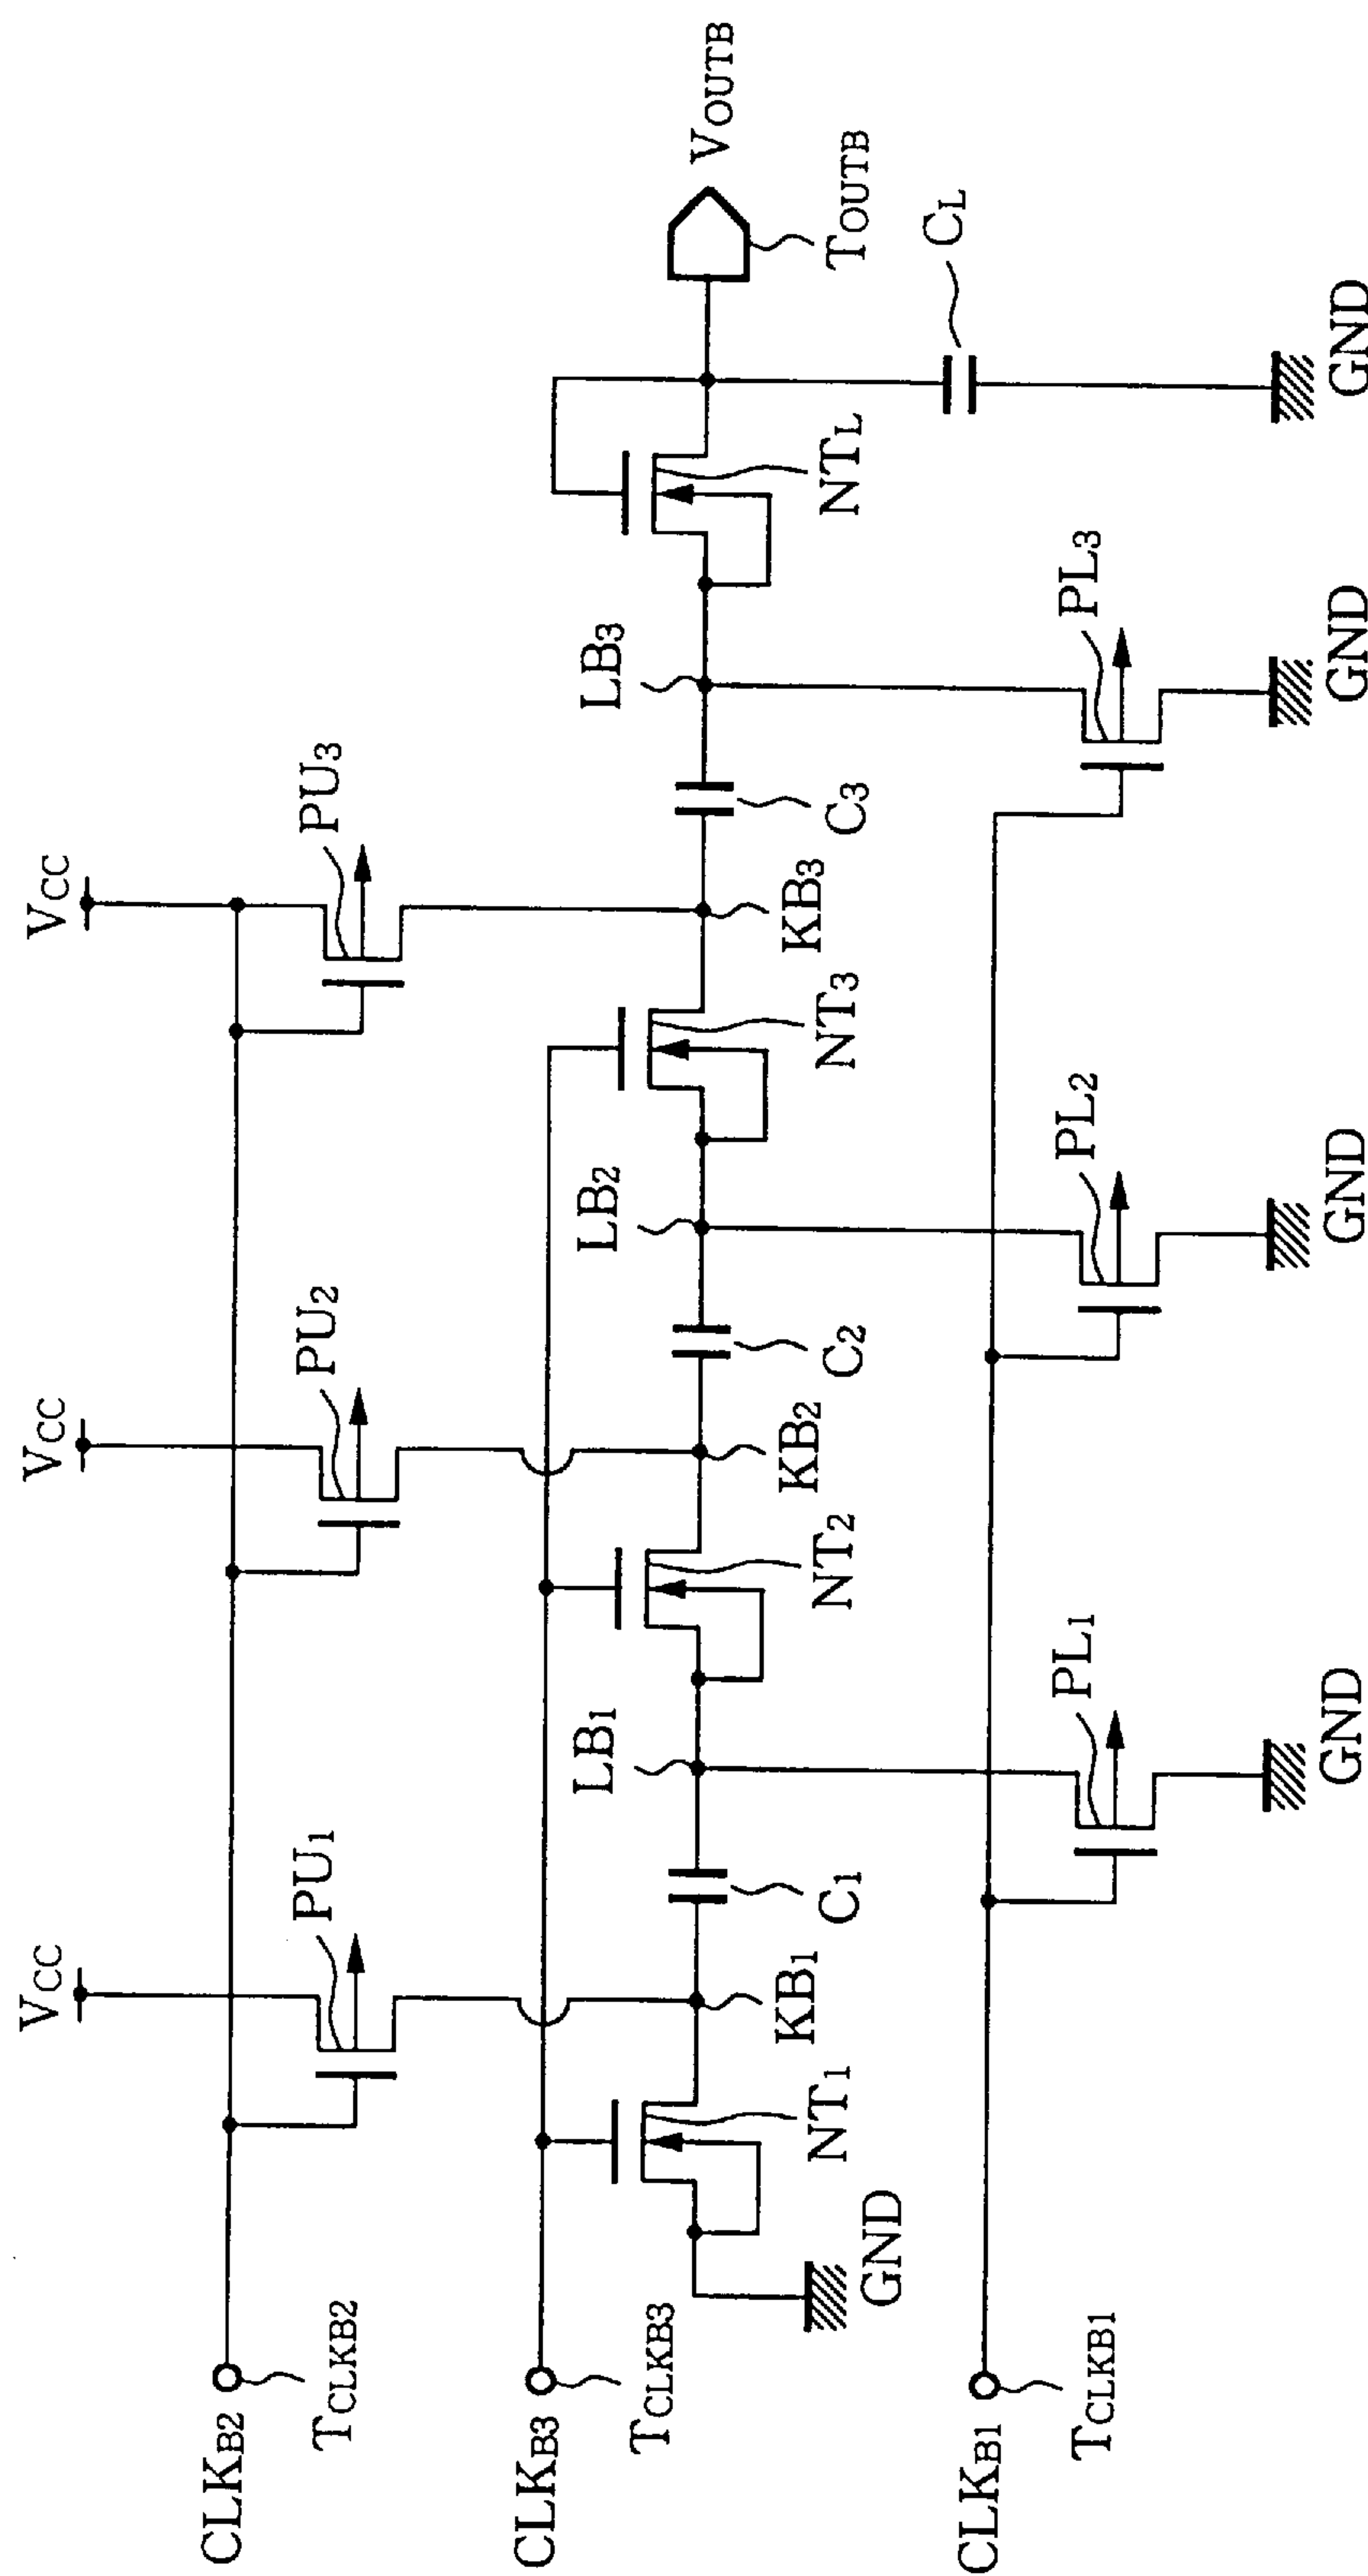 VCC
VCC
VCC
PU1
PU2
PU3
CLKB2
TCLKB2
CLKB3
TCLKB3
LB1
LB2
LB3
VOUTB
TOUTB
NT1
KB1
C1
NT2
KB2
C2
NT3
KB3
C3
NTL
CL
GND
CLKB1
TCLKB1
PL1
PL2
PL3
GND
GND
GND
GND